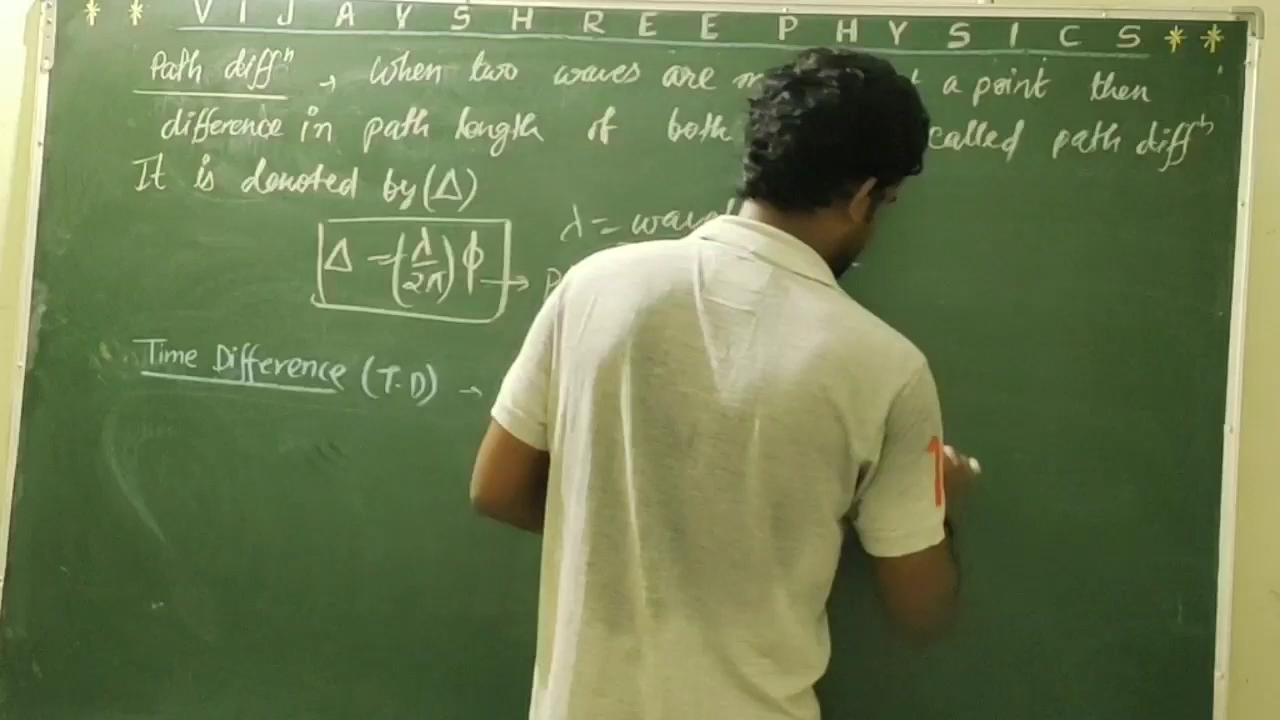 ** VIJAYSHREE PHYSICS **
Path diffⁿ → When two waves are a point then
difference in path length of both called path diffⁿ
It is denoted by (Δ)
λ =
Δ = (λ/2π) φ →
Time Difference (T.D) →
1